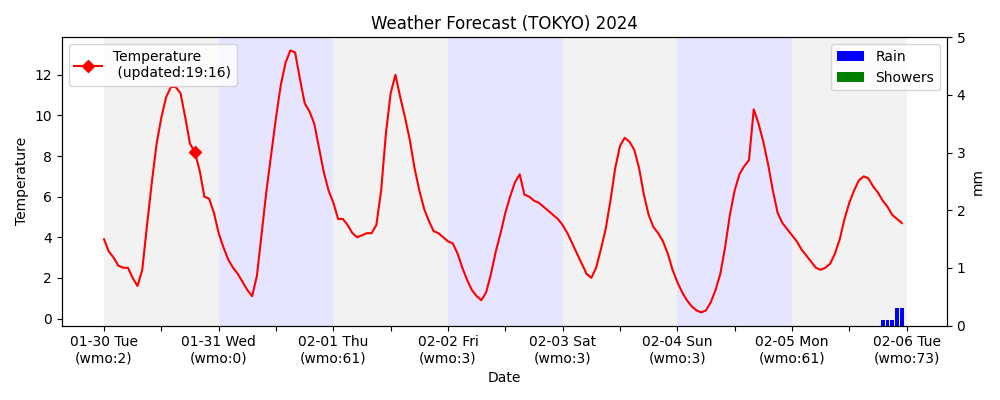 Weather Forecast (TOKYO) 2024
Temperature
(updated:19:16)
Rain
Showers
Temperature
12
10
8
6
4
2
0
5
4
3
2
1
0
mm
01-30 Tue
(wmo:2)
01-31 Wed
(wmo:0)
02-01 Thu
(wmo:61)
02-02 Fri
(wmo:3)
02-03 Sat
(wmo:3)
02-04 Sun
(wmo:3)
02-05 Mon
(wmo:61)
02-06 Tue
(wmo:73)
Date